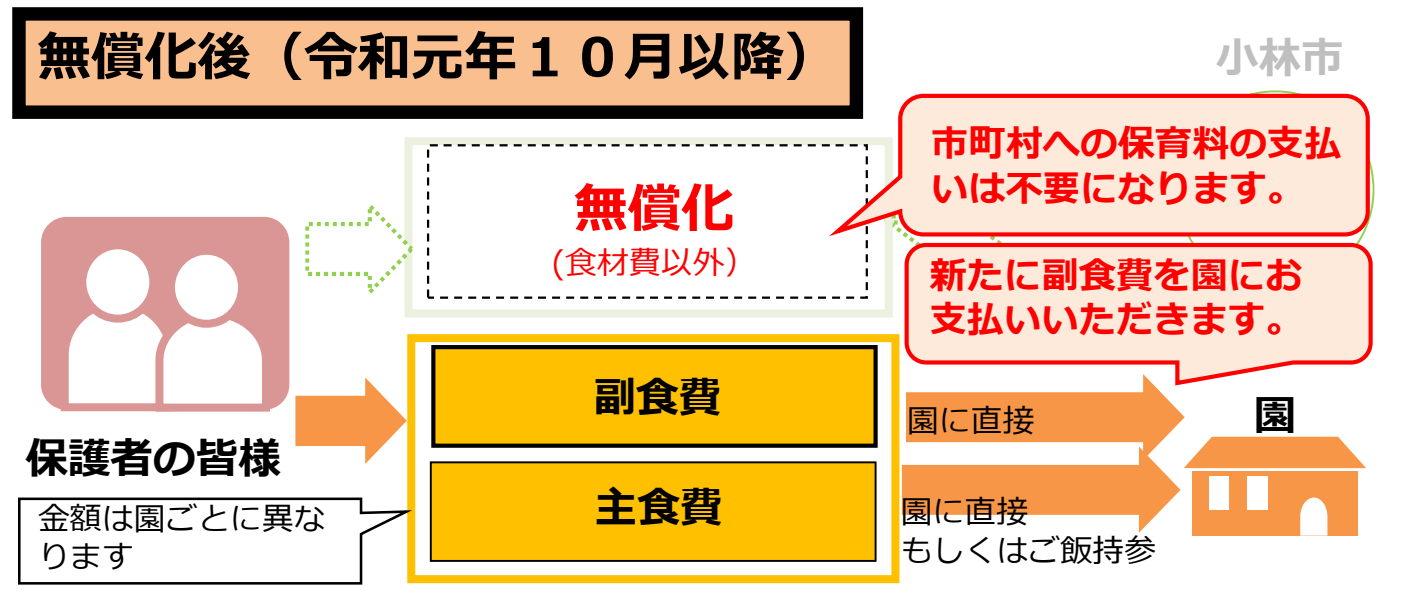 無償化後（令和元年１０月以降）
小林市
市町村への保育料の支払
いは不要になります。
無償化
(食材費以外）
新たに副食費を園にお
支払いいただきます。
副食費
園に直接
園
保護者の皆様
主食費
金額は園ごとに異な
ります
園に直接
もしくはご飯持参